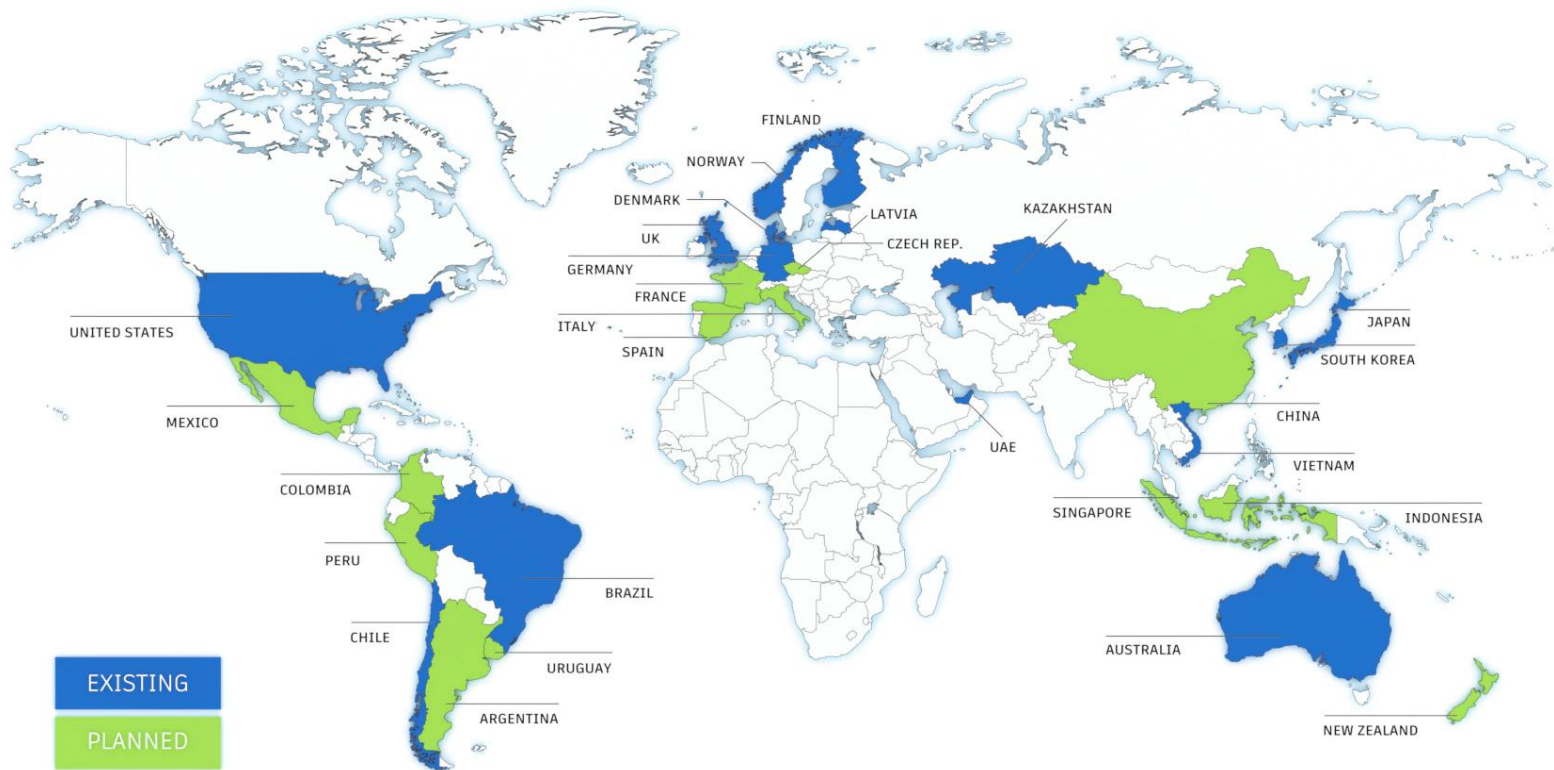 FINLAND
NORWAY
DENMARK
LATVIA
KAZAKHSTAN
UK
CZECH REP.
GERMANY
FRANCE
ITALY
JAPAN
UNITED STATES
SPAIN
SOUTH KOREA
MEXICO
CHINA
UAE
VIETNAM
COLOMBIA
SINGAPORE
INDONESIA
PERU
BRAZIL
CHILE
AUSTRALIA
URUGUAY
EXISTING
ARGENTINA
NEW ZEALAND
PLANNED